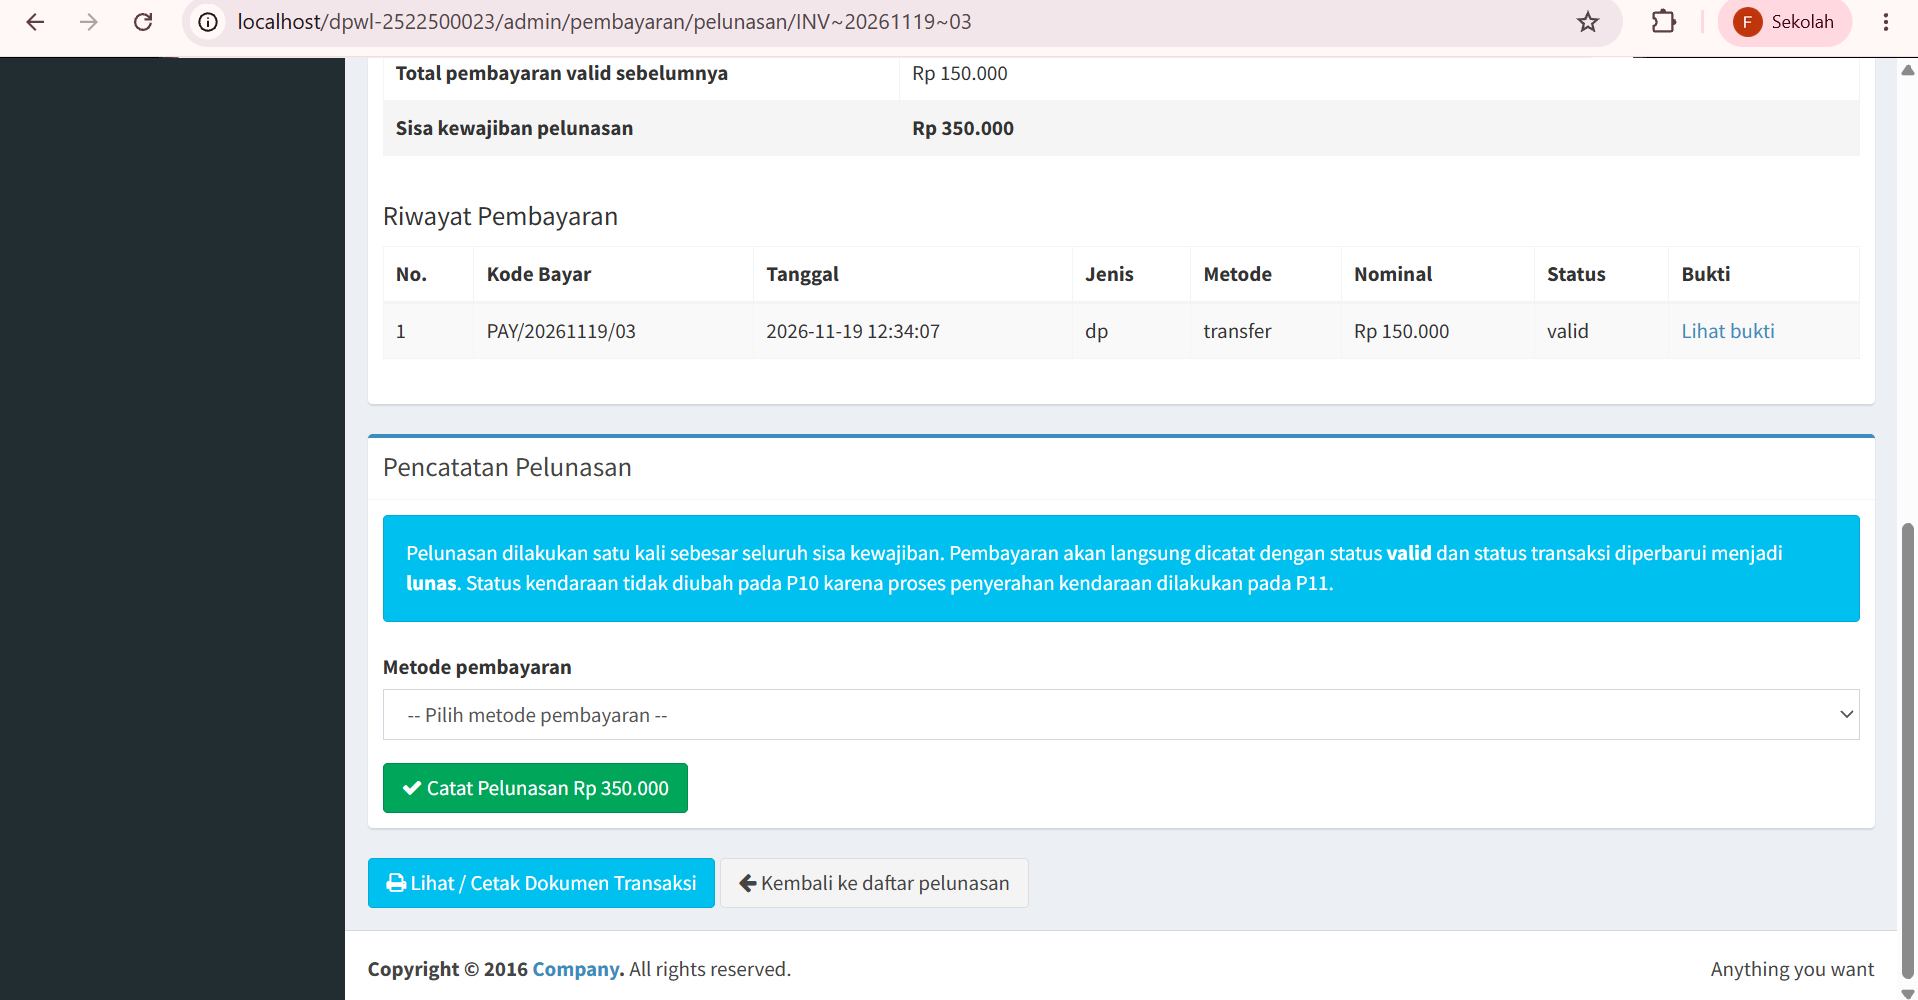 localhost/dpwl-2522500023/admin/pembayaran/pelunasan/INV~20261119~03
F Sekolah
Total pembayaran valid sebelumnya Rp 150.000
Sisa kewajiban pelunasan Rp 350.000
Riwayat Pembayaran
No. Kode Bayar Tanggal Jenis Metode Nominal Status Bukti
1 PAY/20261119/03 2026-11-19 12:34:07 dp transfer Rp 150.000 valid Lihat bukti
Pencatatan Pelunasan
Pelunasan dilakukan satu kali sebesar seluruh sisa kewajiban. Pembayaran akan langsung dicatat dengan status valid dan status transaksi diperbarui menjadi
lunas. Status kendaraan tidak diubah pada P10 karena proses penyerahan kendaraan dilakukan pada P11.
Metode pembayaran
-- Pilih metode pembayaran --
Catat Pelunasan Rp 350.000
Lihat / Cetak Dokumen Transaksi Kembali ke daftar pelunasan
Copyright © 2016 Company. All rights reserved. Anything you want